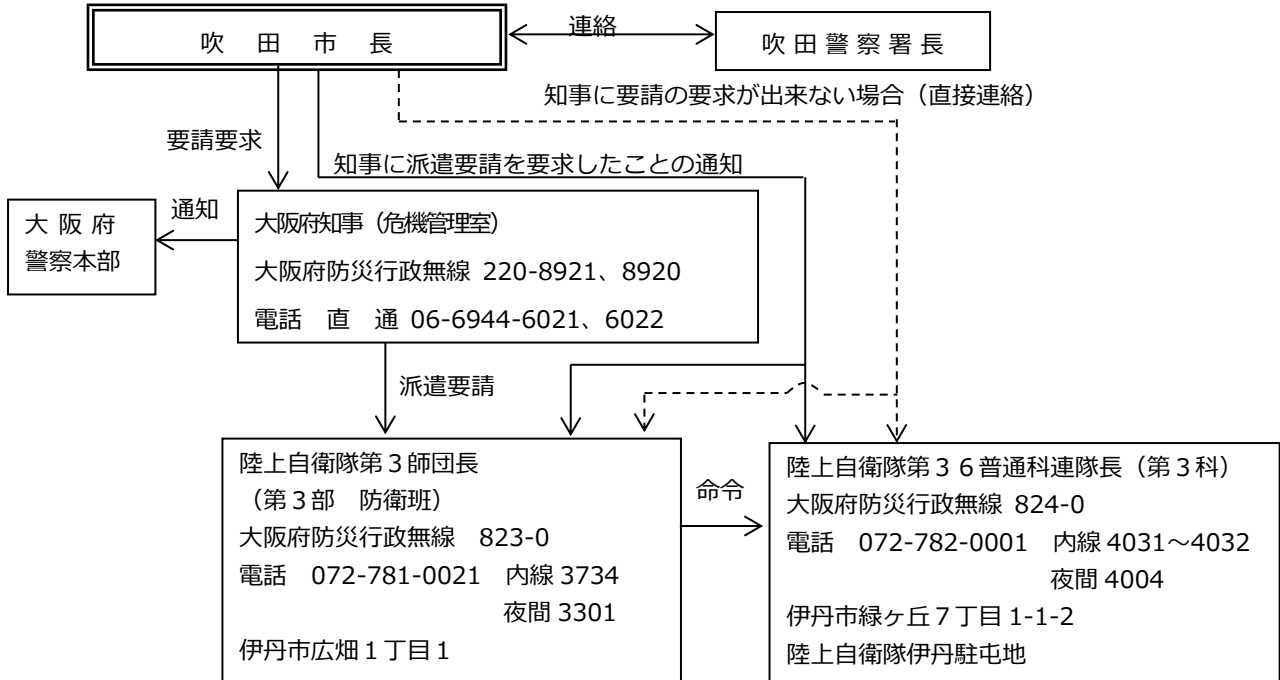 吹 田 市 長
連絡
吹 田 警 察 署 長
知事に要請の要求が出来ない場合（直接連絡）
要請要求
知事に派遣要請を要求したことの通知
大 阪 府
警察本部
通知
大阪府知事（危機管理室）
大阪府防災行政無線 220-8921、8920
電話 直 通 06-6944-6021、6022
派遣要請
陸上自衛隊第３師団長
（第３部 防衛班）
大阪府防災行政無線 823-0
電話 072-781-0021 内線 3734
夜間 3301
伊丹市広畑１丁目１
命令
陸上自衛隊第３６普通科連隊長（第３科）
大阪府防災行政無線 824-0
電話 072-782-0001 内線 4031～4032
夜間 4004
伊丹市緑ヶ丘７丁目 1-1-2
陸上自衛隊伊丹駐屯地